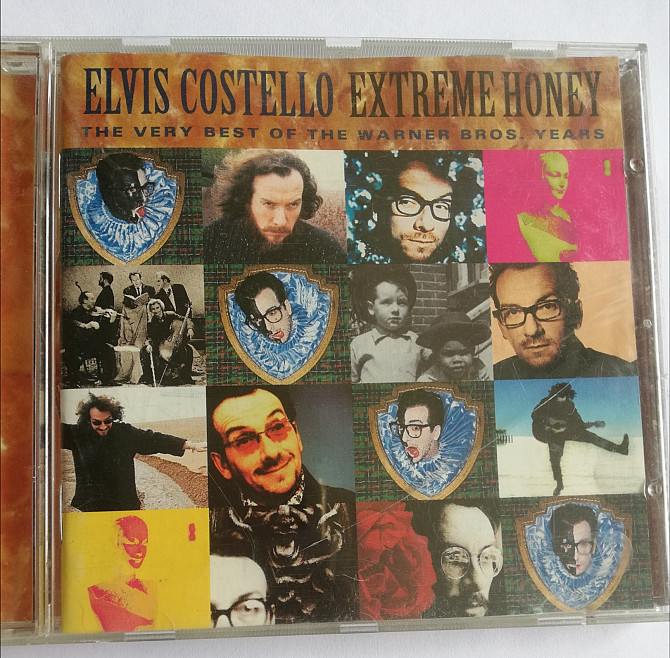 ELVIS COSTELLO EXTREME HONEY
THE VERY BEST OF THE WARNER BROS. YEARS